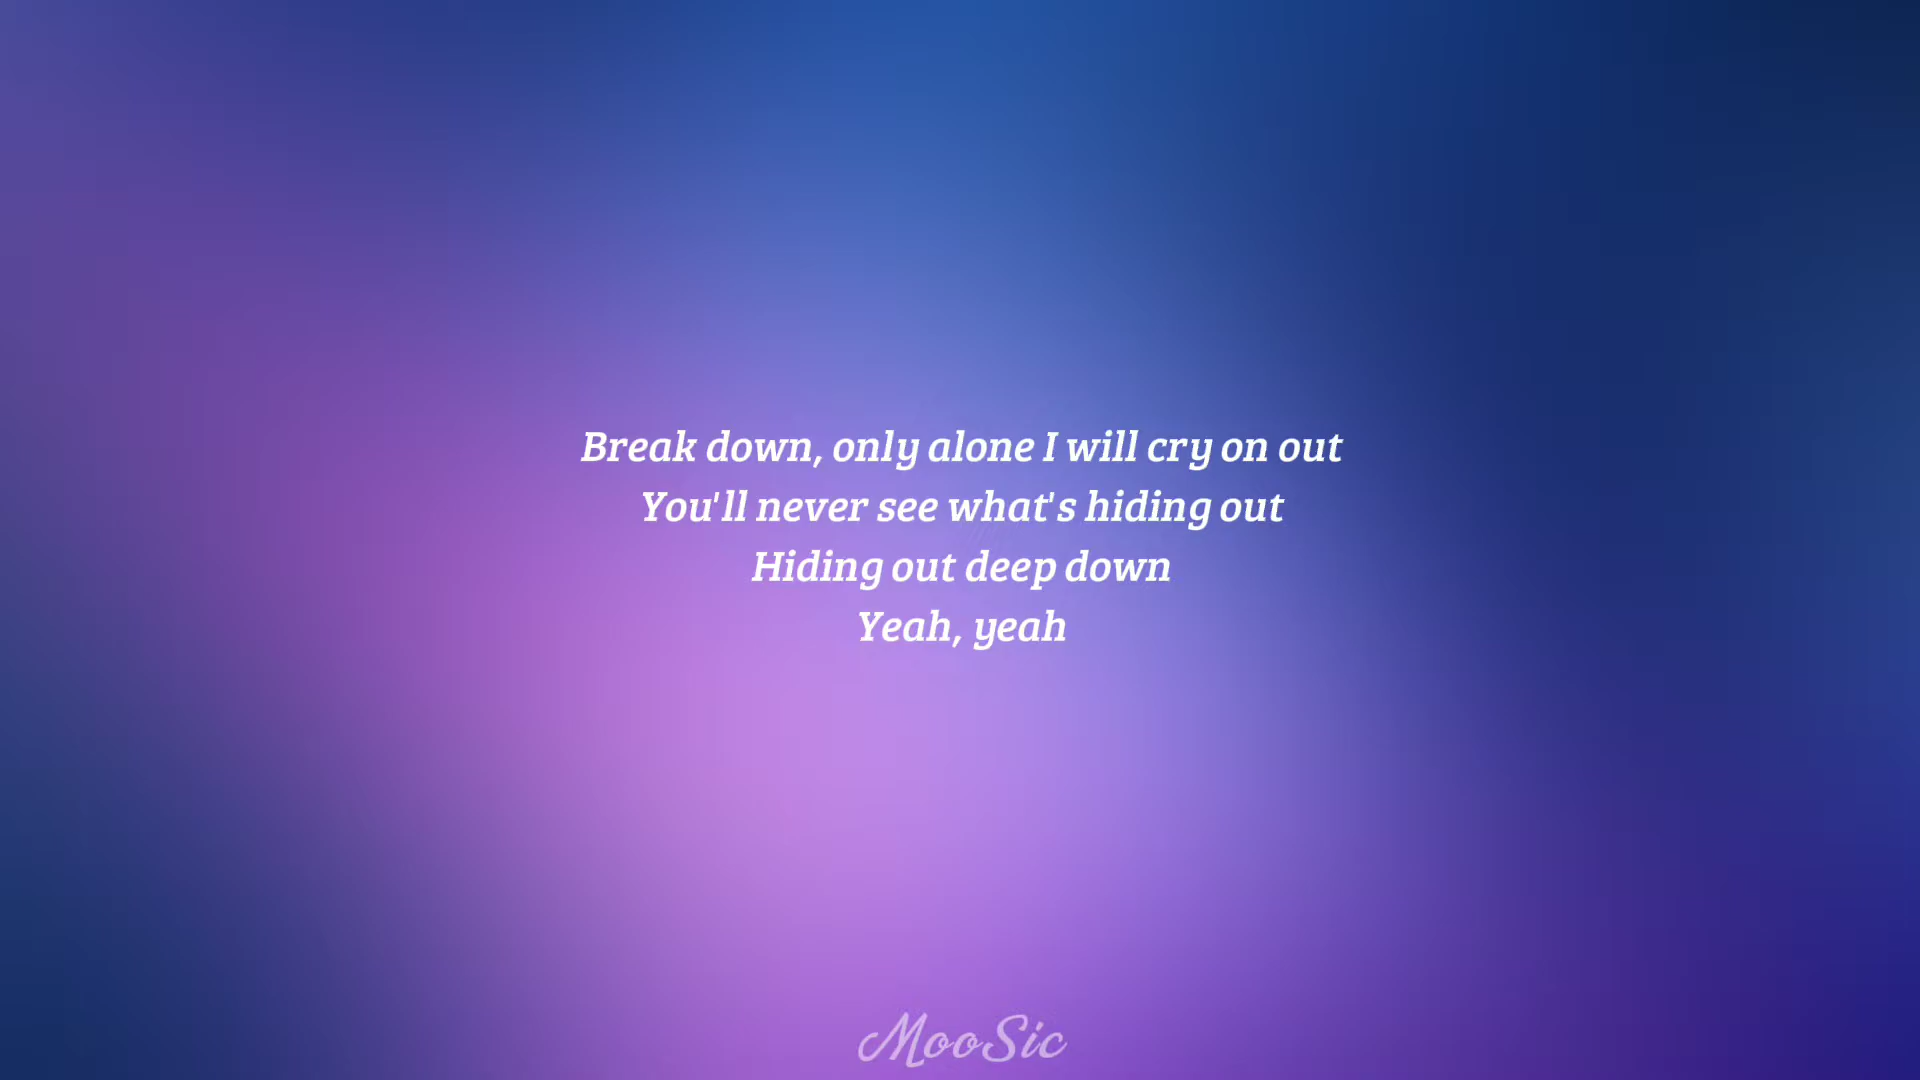 Break down, only alone I will cry on out
You'll never see what's hiding out
Hiding out deep down
Yeah, yeah
MooSic